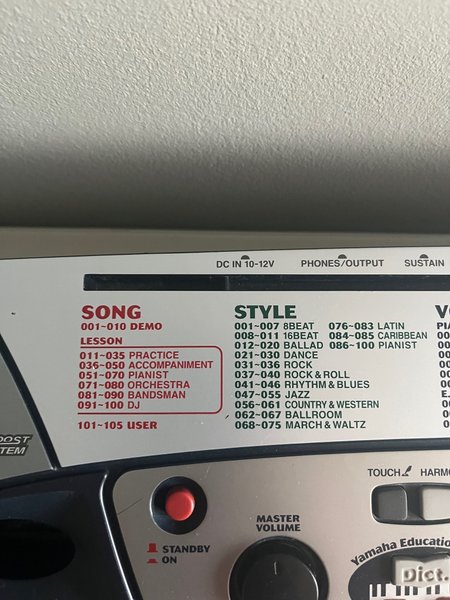 DC IN 10-12V PHONES/OUTPUT SUSTAIN
SONG
001~010 DEMO
LESSON
011~035 PRACTICE
036~050 ACCOMPANIMENT
051~070 PIANIST
071~080 ORCHESTRA
081~090 BANDSMAN
091~100 DJ
101~105 USER
STYLE
001~007 8BEAT
008~011 16BEAT
012~020 BALLAD
021~030 DANCE
031~036 ROCK
037~040 ROCK & ROLL
041~046 RHYTHM & BLUES
047~055 JAZZ
056~061 COUNTRY & WESTERN
062~067 BALLROOM
068~075 MARCH & WALTZ
076~083 LATIN
084~085 CARIBBEAN
086~100 PIANIST
TOUCH
STANDBY
ON
MASTER
VOLUME
Yamaha Education
Dict.